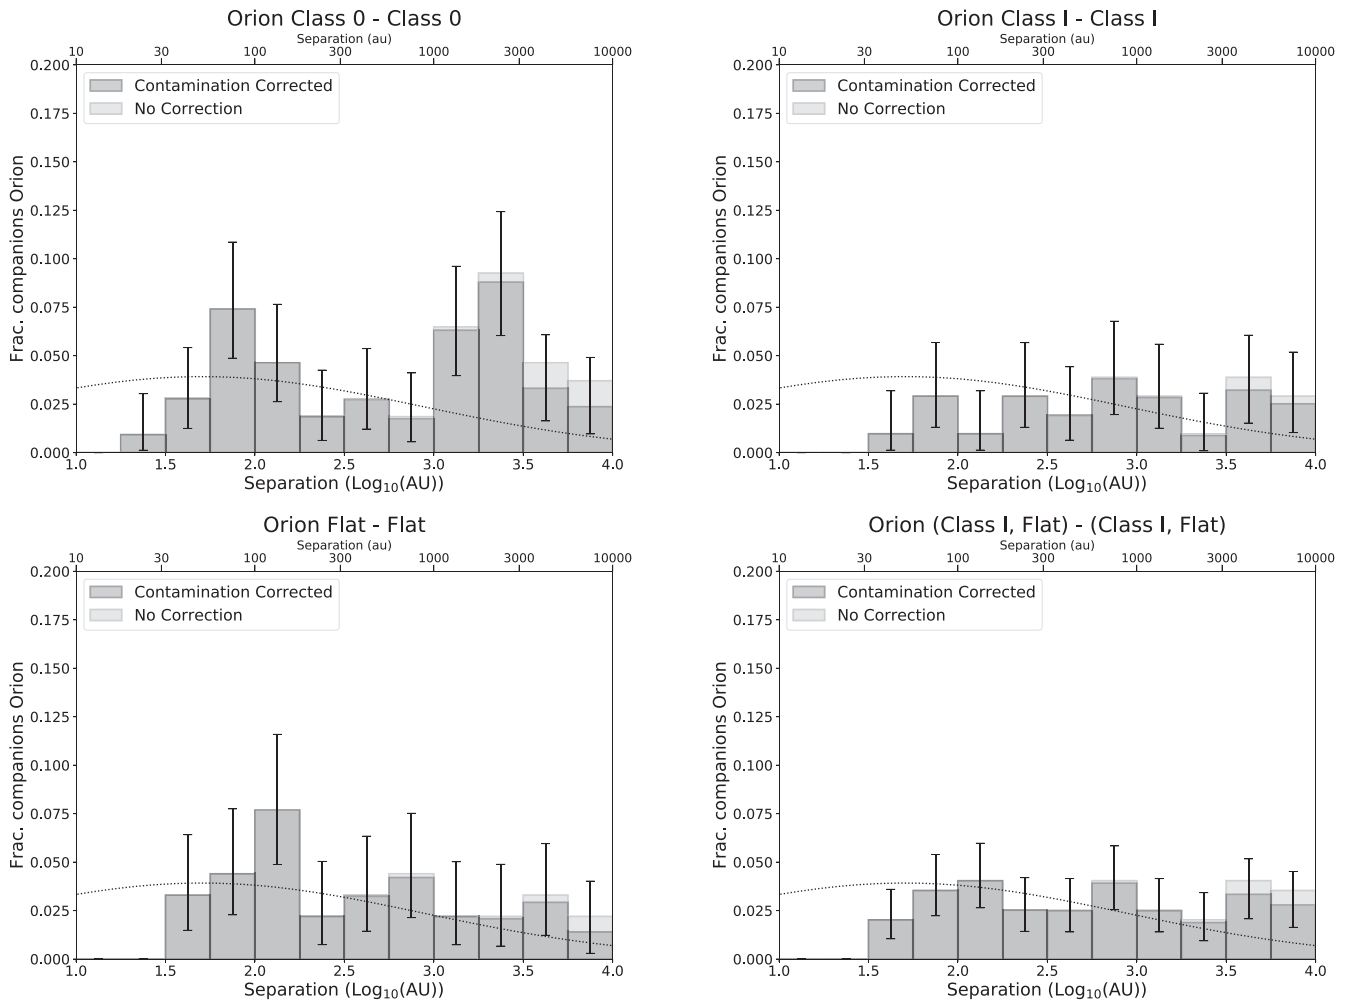 Orion Class 0 - Class 0
Separation (au)
10 30 100 300 1000 3000 10000
0.200
0.175
0.150
0.125
0.100
0.075
0.050
0.025
0.000
Frac. companions Orion
Contamination Corrected
No Correction
1.0 1.5 2.0 2.5 3.0 3.5 4.0
Separation (Log10(AU))
Orion Class I - Class I
Separation (au)
10 30 100 300 1000 3000 10000
0.200
0.175
0.150
0.125
0.100
0.075
0.050
0.025
0.000
Frac. companions Orion
Contamination Corrected
No Correction
1.0 1.5 2.0 2.5 3.0 3.5 4.0
Separation (Log10(AU))
Orion Flat - Flat
Separation (au)
10 30 100 300 1000 3000 10000
0.200
0.175
0.150
0.125
0.100
0.075
0.050
0.025
0.000
Frac. companions Orion
Contamination Corrected
No Correction
1.0 1.5 2.0 2.5 3.0 3.5 4.0
Separation (Log10(AU))
Orion (Class I, Flat) - (Class I, Flat)
Separation (au)
10 30 100 300 1000 3000 10000
0.200
0.175
0.150
0.125
0.100
0.075
0.050
0.025
0.000
Frac. companions Orion
Contamination Corrected
No Correction
1.0 1.5 2.0 2.5 3.0 3.5 4.0
Separation (Log10(AU))